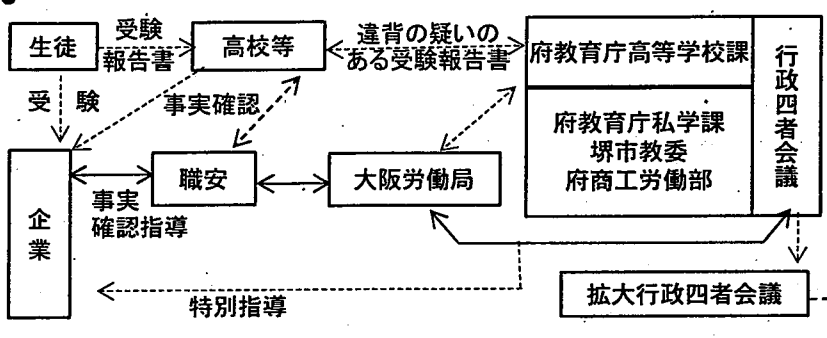 生徒
受験
報告書
高校等
違背の疑いの
ある受験報告書
府教育庁高等学校課
行政四者会議
受験
事実確認
府教育庁私学課
堺市教委
府商工労働部
企業
職安
大阪労働局
事実
確認指導
特別指導
拡大行政四者会議